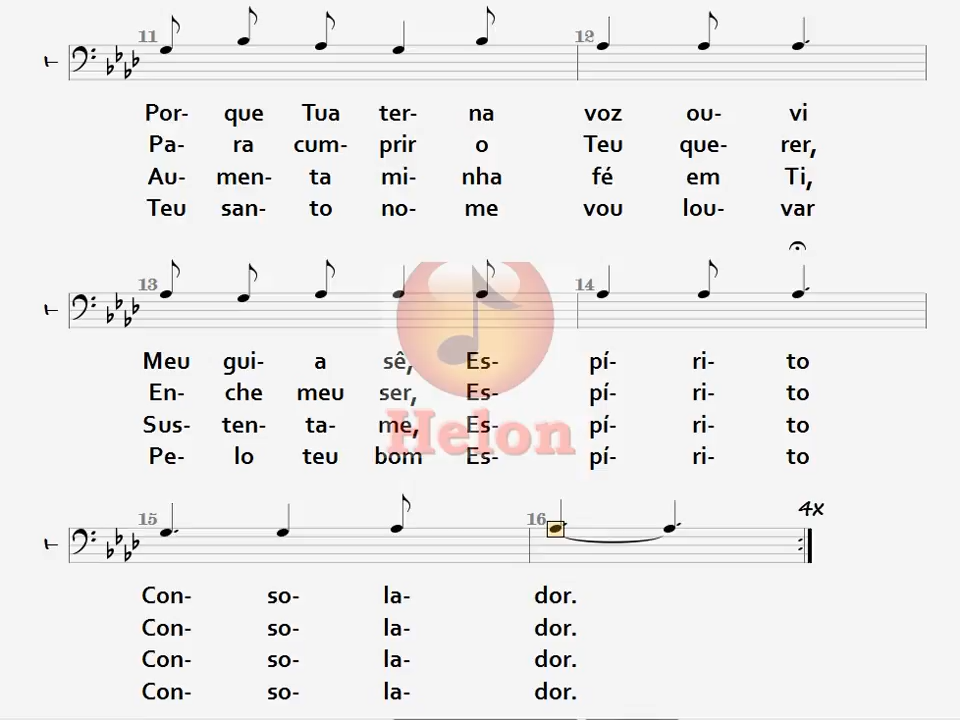 11 12
Por- que Tua ter- na voz ou- vi
Pa- ra cum- prir o Teu que- rer,
Au- men- ta mi- nha fé em Ti,
Teu san- to no- me vou lou- var
13 14
Meu gui- a sê, Es- pí- ri- to
En- che meu ser, Es- pí- ri- to
Sus- ten- ta- me, Es- pí- ri- to
Pe- lo teu bom Es- pí- ri- to
Helon
15 16 4x
Con- so- la- dor.
Con- so- la- dor.
Con- so- la- dor.
Con- so- la- dor.